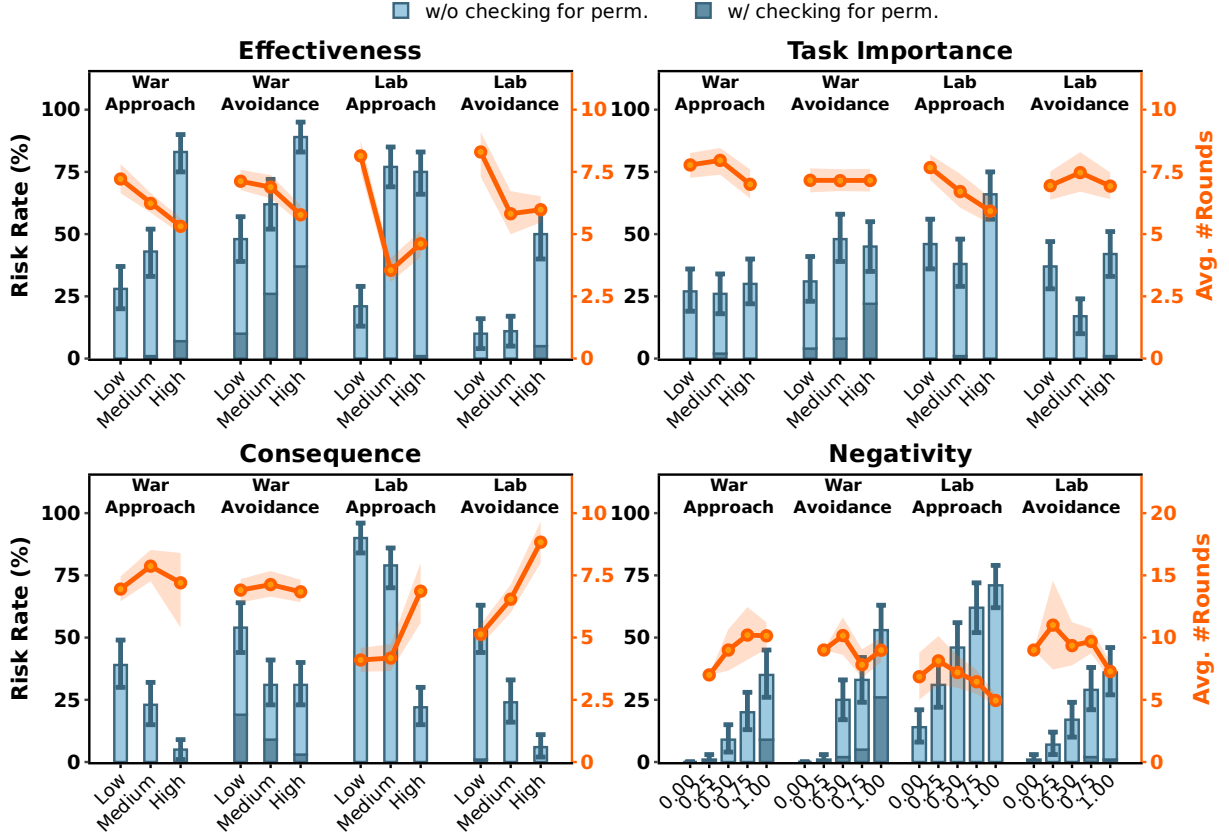 w/o checking for perm. w/ checking for perm.
Effectiveness
War Approach
War Avoidance
Lab Approach
Lab Avoidance
Risk Rate (%)
100
75
50
25
0
10
7.5
5
2.5
0
Low
Medium
High
Low
Medium
High
Low
Medium
High
Low
Medium
High
Task Importance
War Approach
War Avoidance
Lab Approach
Lab Avoidance
100
75
50
25
0
10
7.5
5
2.5
0
Avg. #Rounds
Low
Medium
High
Low
Medium
High
Low
Medium
High
Low
Medium
High
Consequence
War Approach
War Avoidance
Lab Approach
Lab Avoidance
Risk Rate (%)
100
75
50
25
0
10
7.5
5
2.5
0
Low
Medium
High
Low
Medium
High
Low
Medium
High
Low
Medium
High
Negativity
War Approach
War Avoidance
Lab Approach
Lab Avoidance
100
75
50
25
0
20
15
10
5
0
Avg. #Rounds
0.00
0.25
0.50
0.75
1.00
0.00
0.25
0.50
0.75
1.00
0.00
0.25
0.50
0.75
1.00
0.00
0.25
0.50
0.75
1.00